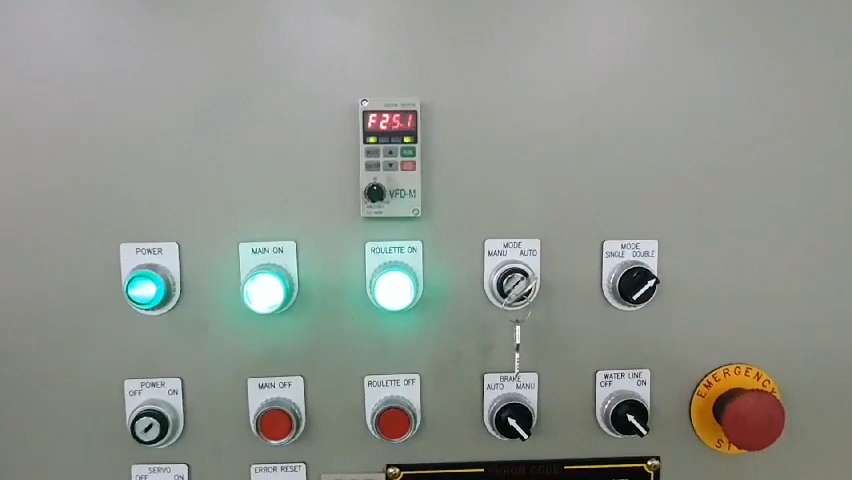 F25.1
VFD-M
POWER
MAIN ON
ROULETTE ON
MODE
MANU AUTO
MODE
SINGLE DOUBLE
POWER
OFF ON
MAIN OFF
ROULETTE OFF
BRAKE
AUTO MANU
WATER LINE
OFF ON
EMERGENCY
SERVO
OFF ON
ERROR RESET
ERROR CODE